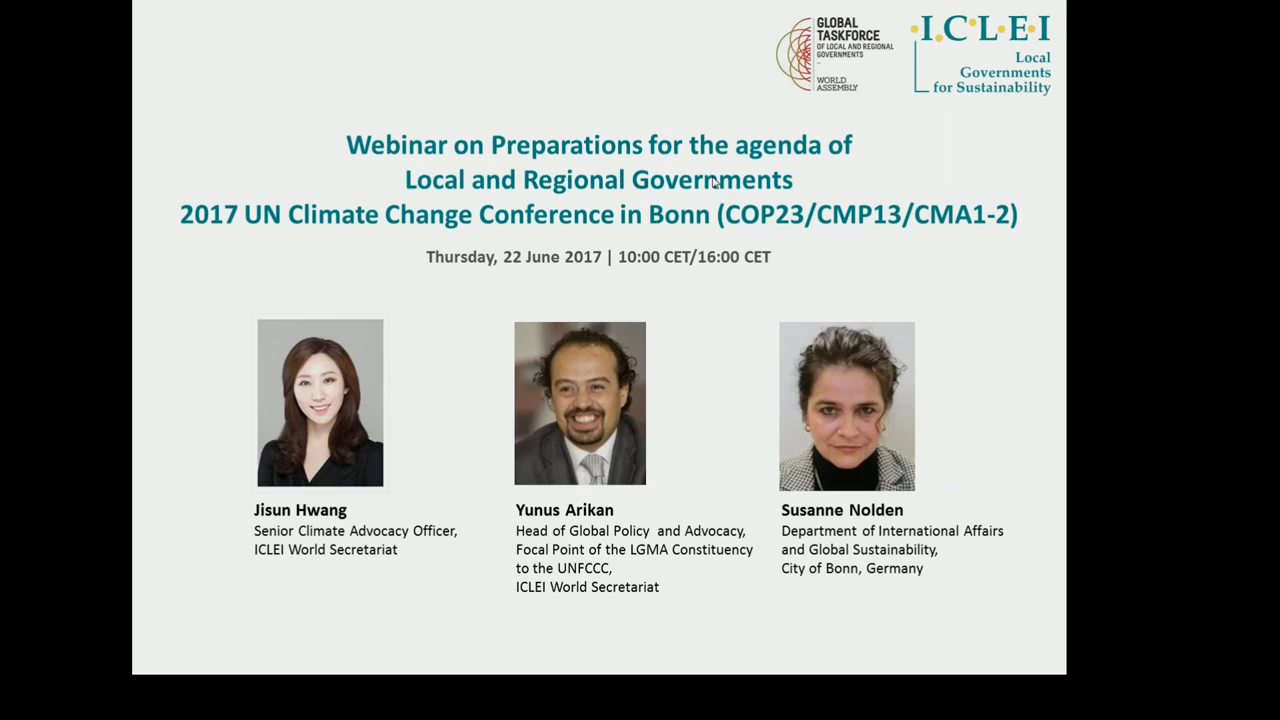 GLOBAL
TASKFORCE
OF LOCAL AND REGIONAL
GOVERNMENTS
WORLD
ASSEMBLY
I.C.L.E.I
Local
Governments
for Sustainability
Webinar on Preparations for the agenda of
Local and Regional Governments
2017 UN Climate Change Conference in Bonn (COP23/CMP13/CMA1-2)
Thursday, 22 June 2017 | 10:00 CET/16:00 CET
Jisun Hwang
Senior Climate Advocacy Officer,
ICLEI World Secretariat
Yunus Arikan
Head of Global Policy and Advocacy,
Focal Point of the LGMA Constituency
to the UNFCCC,
ICLEI World Secretariat
Susanne Nolden
Department of International Affairs
and Global Sustainability,
City of Bonn, Germany